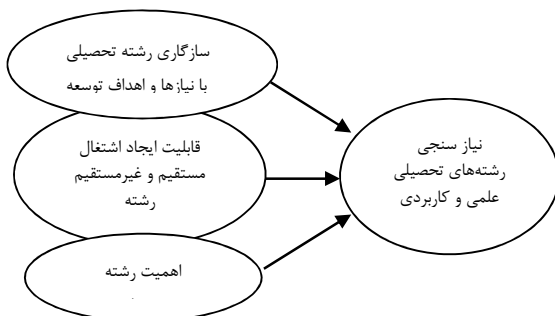 سازگاری رشته تحصیلی
با نیازها و اهداف توسعه
قابلیت ایجاد اشتغال
مستقیم و غیرمستقیم
رشته
اهمیت رشته
نیاز سنجی
رشته‌های تحصیلی
علمی و کاربردی